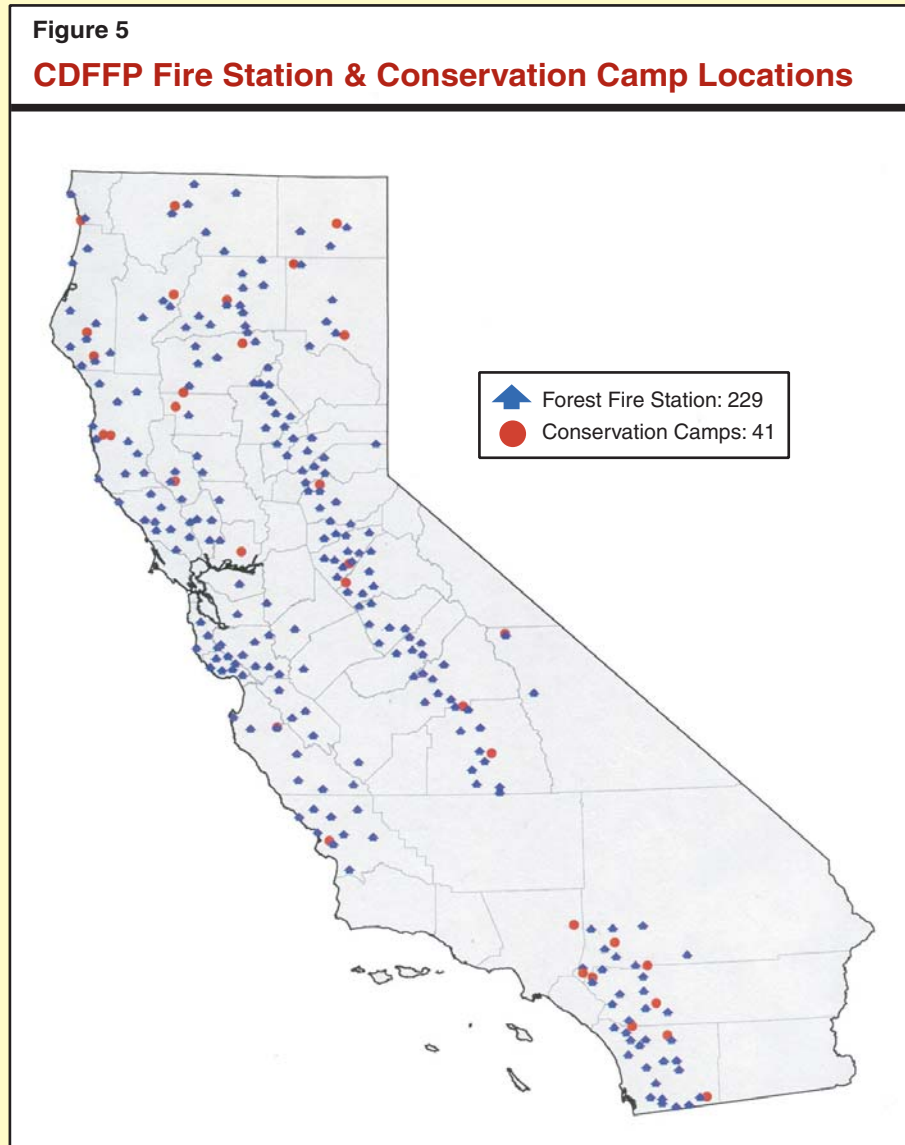 Figure 5
CDFFP Fire Station & Conservation Camp Locations
Forest Fire Station: 229
Conservation Camps: 41